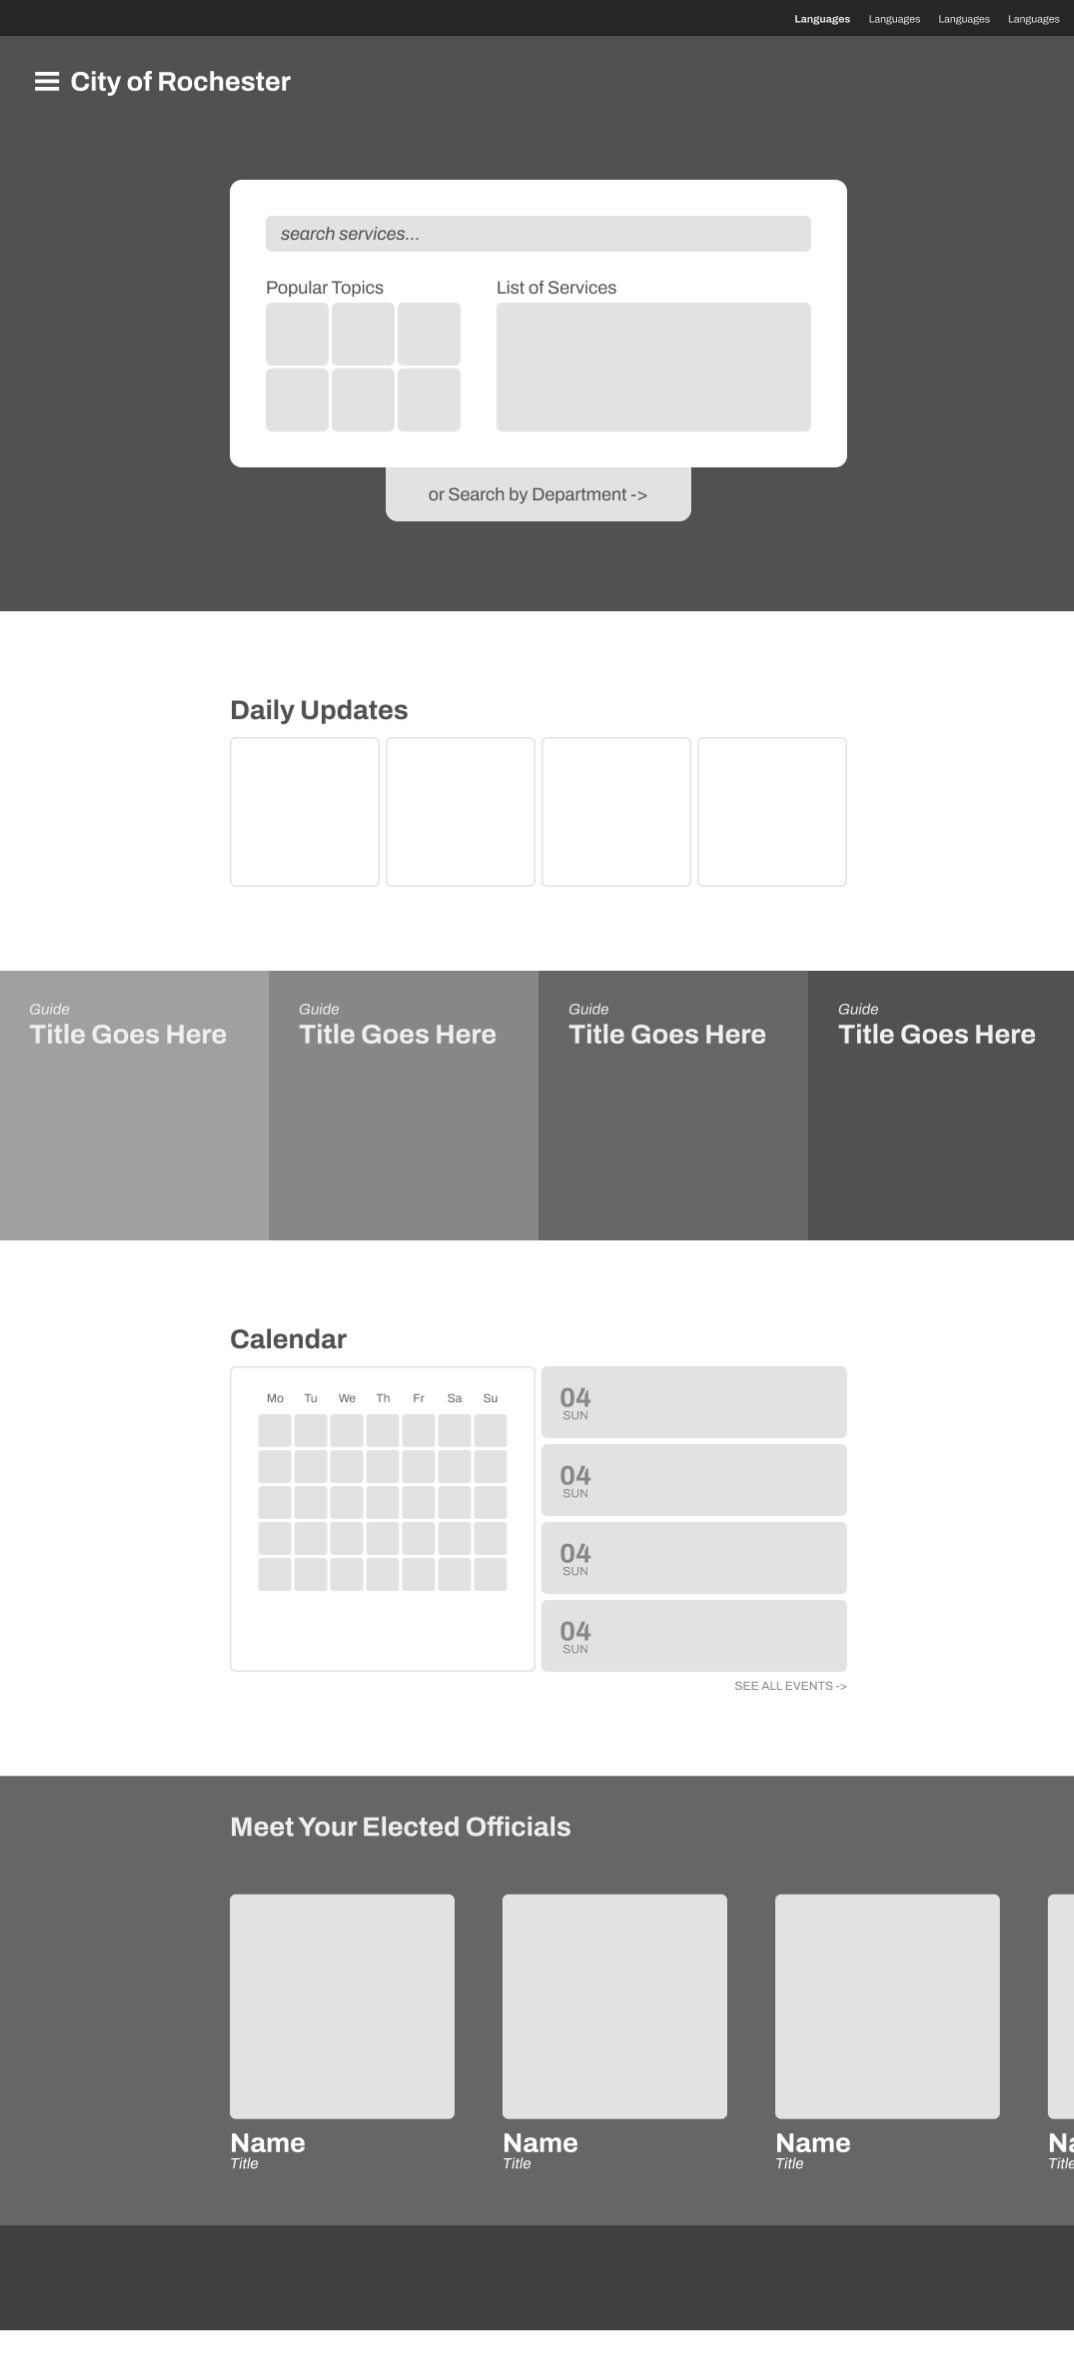 Languages Languages Languages Languages
City of Rochester
search services...
Popular Topics
List of Services
or Search by Department ->
Daily Updates
Guide
Title Goes Here
Guide
Title Goes Here
Guide
Title Goes Here
Guide
Title Goes Here
Calendar
Mo Tu We Th Fr Sa Su
04
SUN
04
SUN
04
SUN
04
SUN
SEE ALL EVENTS ->
Meet Your Elected Officials
Name
Title
Name
Title
Name
Title
Na
Title